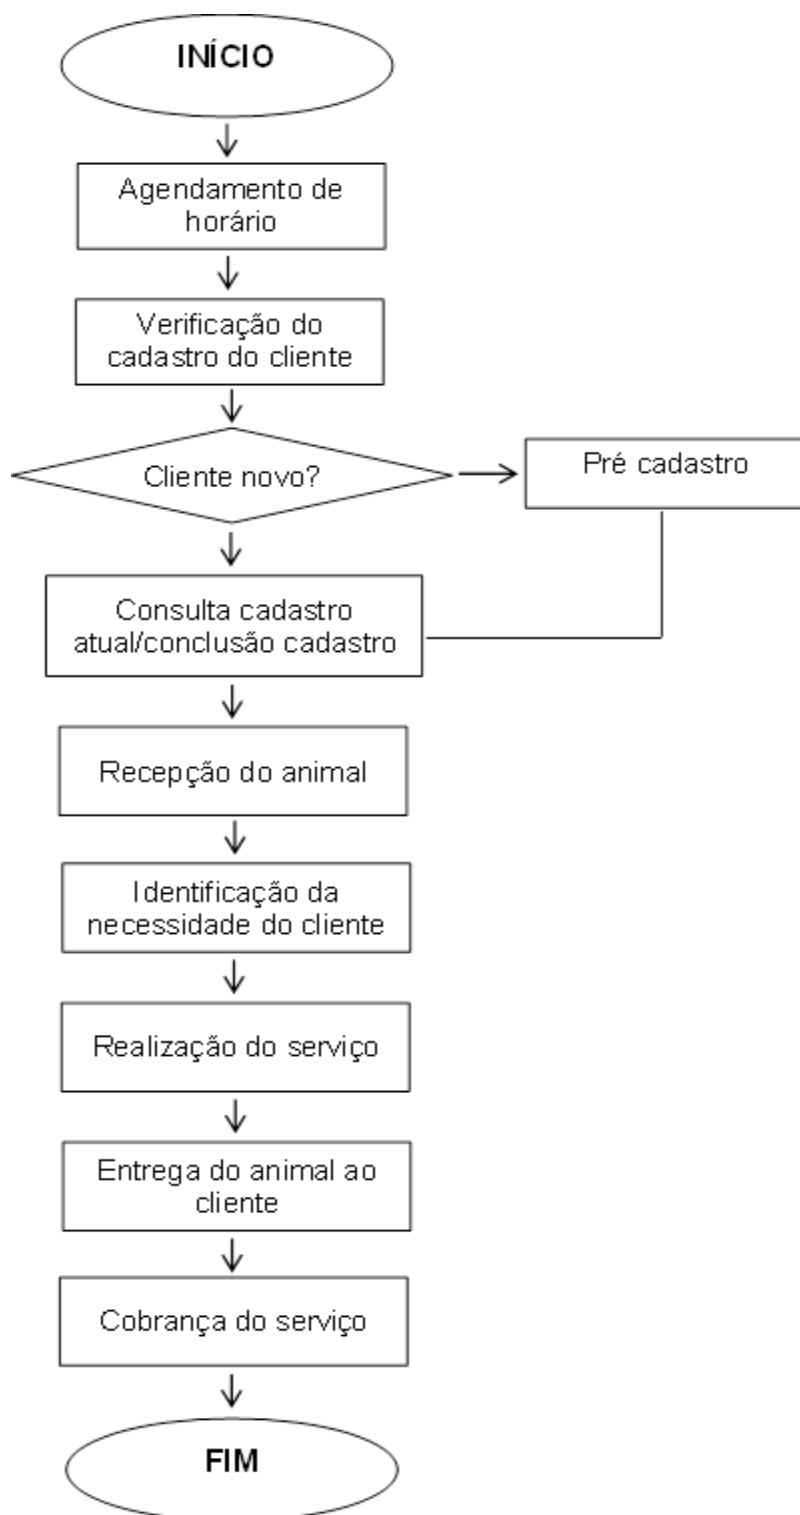 INÍCIO
Agendamento de
horário
Verificação do
cadastro do cliente
Cliente novo?
Pré cadastro
Consulta cadastro
atual/conclusão cadastro
Recepção do animal
Identificação da
necessidade do cliente
Realização do serviço
Entrega do animal ao
cliente
Cobrança do serviço
FIM